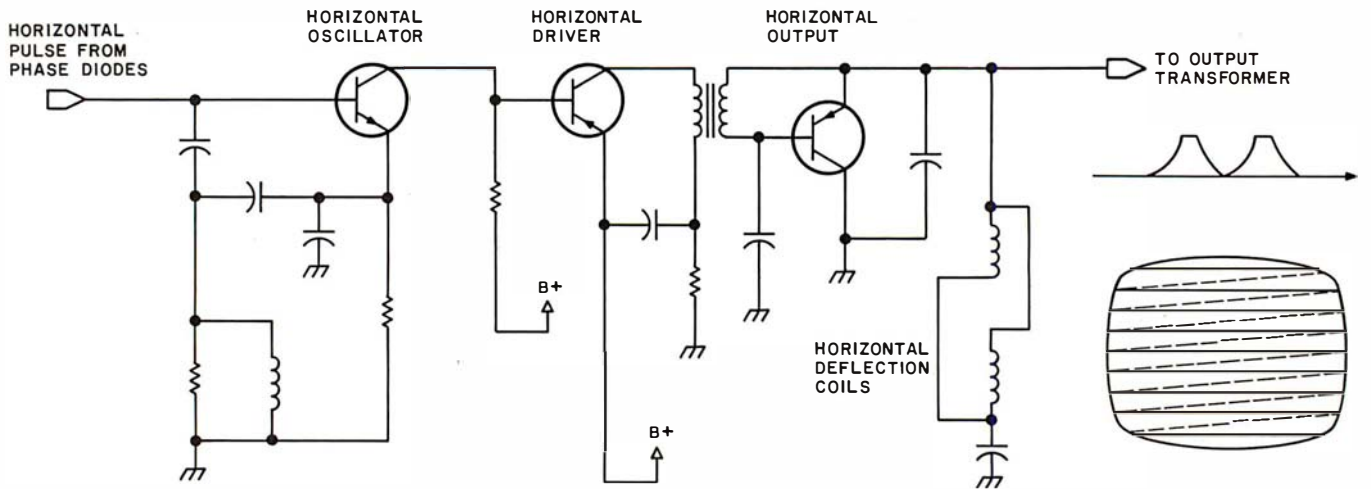 HORIZONTAL
PULSE FROM
PHASE DIODES
HORIZONTAL
OSCILLATOR
HORIZONTAL
DRIVER
HORIZONTAL
OUTPUT
TO OUTPUT
TRANSFORMER
B+
HORIZONTAL
DEFLECTION
COILS
B+